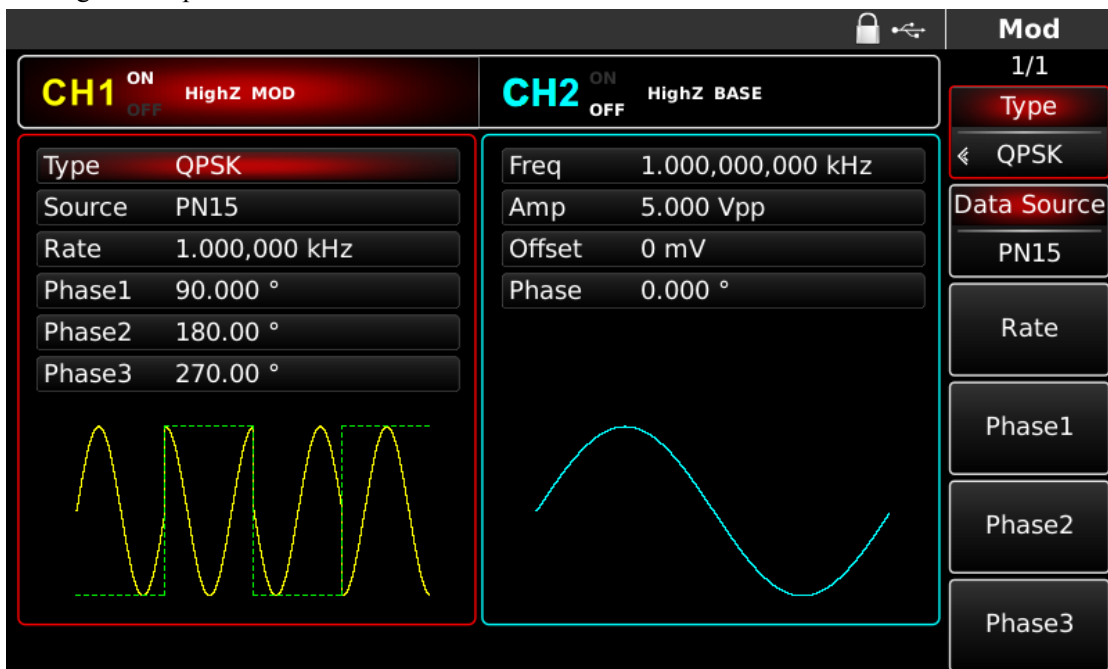 Mod
1/1
CH1 ON OFF HighZ MOD
CH2 ON OFF HighZ BASE
Type QPSK
Source PN15
Rate 1.000,000 kHz
Phase1 90.000 °
Phase2 180.00 °
Phase3 270.00 °
Freq 1.000,000,000 kHz
Amp 5.000 Vpp
Offset 0 mV
Phase 0.000 °
Type
QPSK
Data Source
PN15
Rate
Phase1
Phase2
Phase3